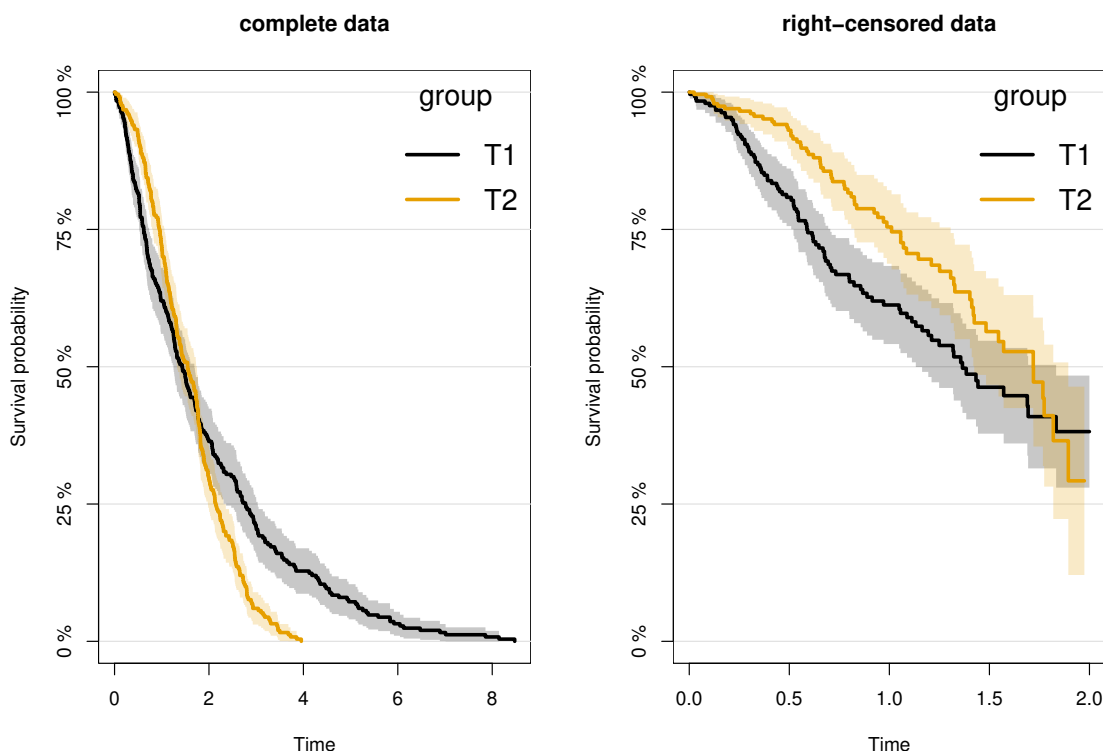 complete data
group
T1
T2
Survival probability
100 %
75 %
50 %
25 %
0 %
0 2 4 6 8
Time
right−censored data
group
T1
T2
Survival probability
100 %
75 %
50 %
25 %
0 %
0.0 0.5 1.0 1.5 2.0
Time